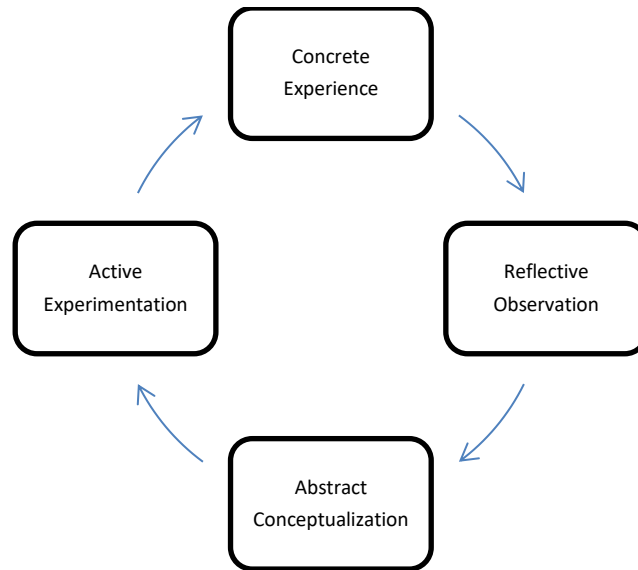 Concrete
Experience
Reflective
Observation
Abstract
Conceptualization
Active
Experimentation